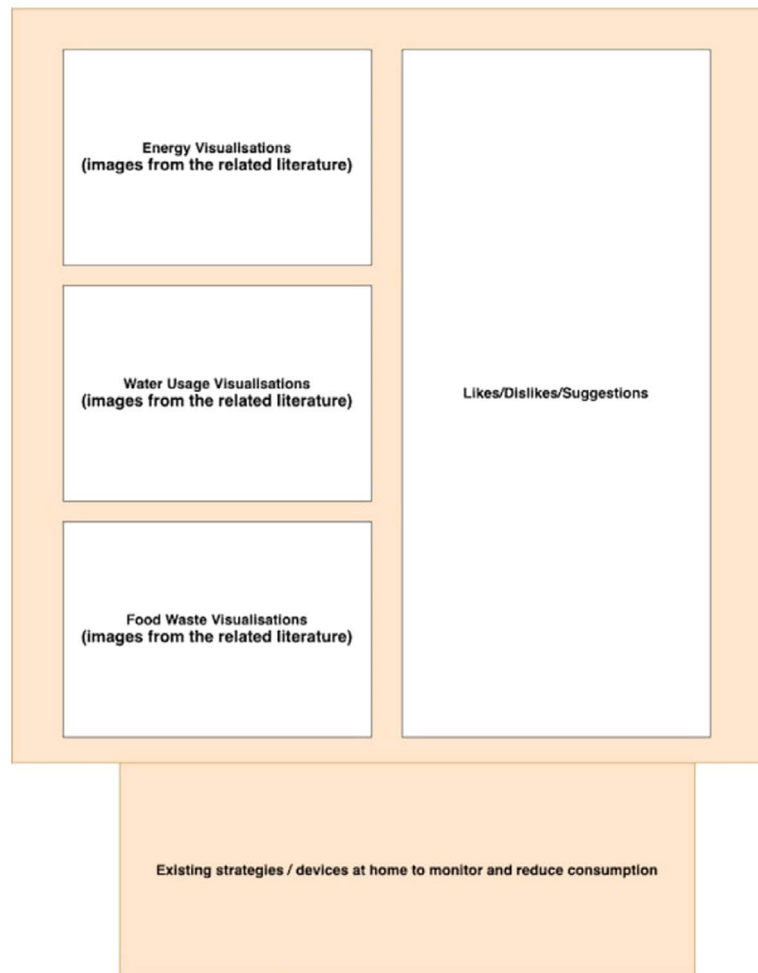 Energy Visualisations
(images from the related literature)
Water Usage Visualisations
(images from the related literature)
Food Waste Visualisations
(images from the related literature)
Likes/Dislikes/Suggestions
Existing strategies / devices at home to monitor and reduce consumption